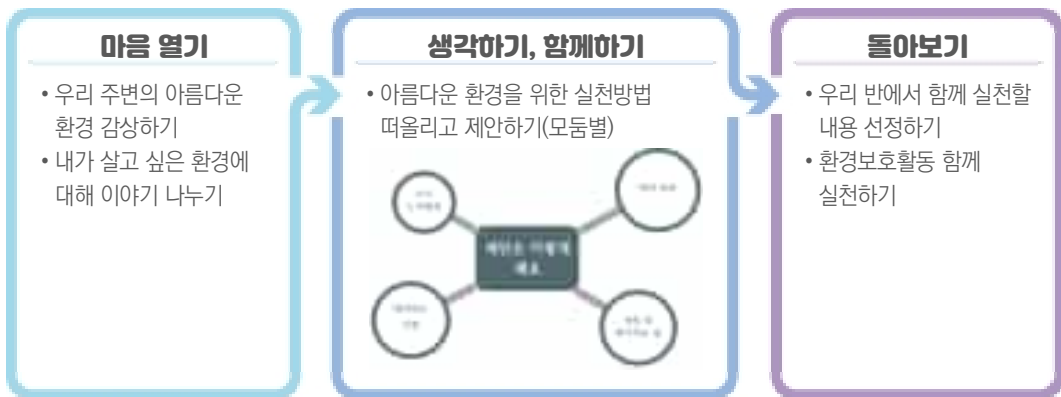 마음 열기
• 우리 주변의 아름다운
환경 감상하기
• 내가 살고 싶은 환경에
대해 이야기 나누기
생각하기, 함께하기
• 아름다운 환경을 위한 실천방법
떠올리고 제안하기(모둠별)
돌아보기
• 우리 반에서 함께 실천할
내용 선정하기
• 환경보호활동 함께
실천하기